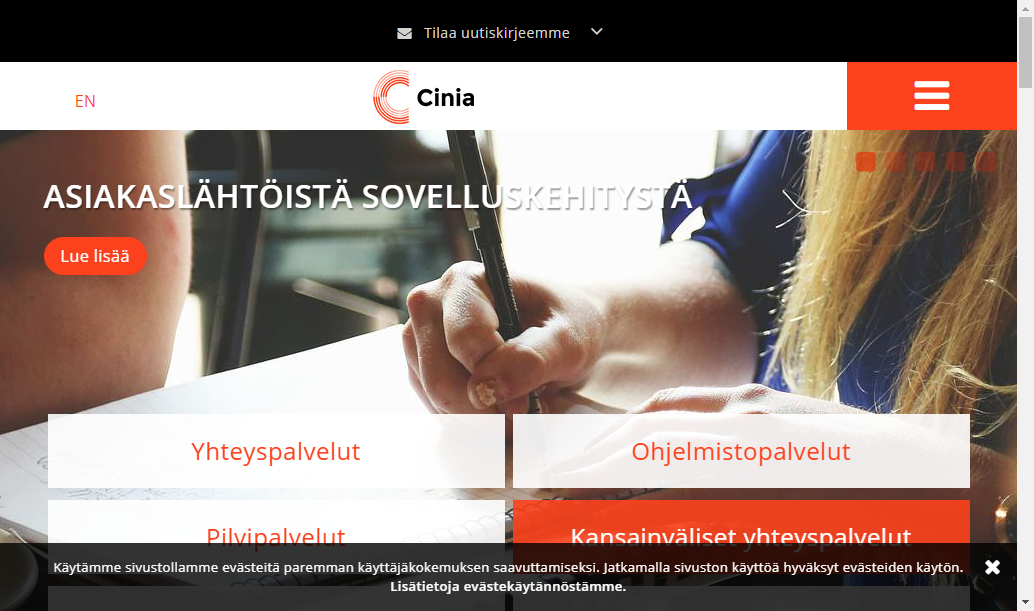 Tilaa uutiskirjeemme
EN
Cinia
ASIAKASLÄHTÖISTÄ SOVELLUSKEHITYSTÄ
Lue lisää
Yhteyspalvelut
Ohjelmistopalvelut
Pilvipalvelut
Kansainväliset yhteyspalvelut
Käytämme sivustollamme evästeitä paremman käyttäjäkokemuksen saavuttamiseksi. Jatkamalla sivuston käyttöä hyväksyt evästeiden käytön.
Lisätietoja evästekäytännöstämme.